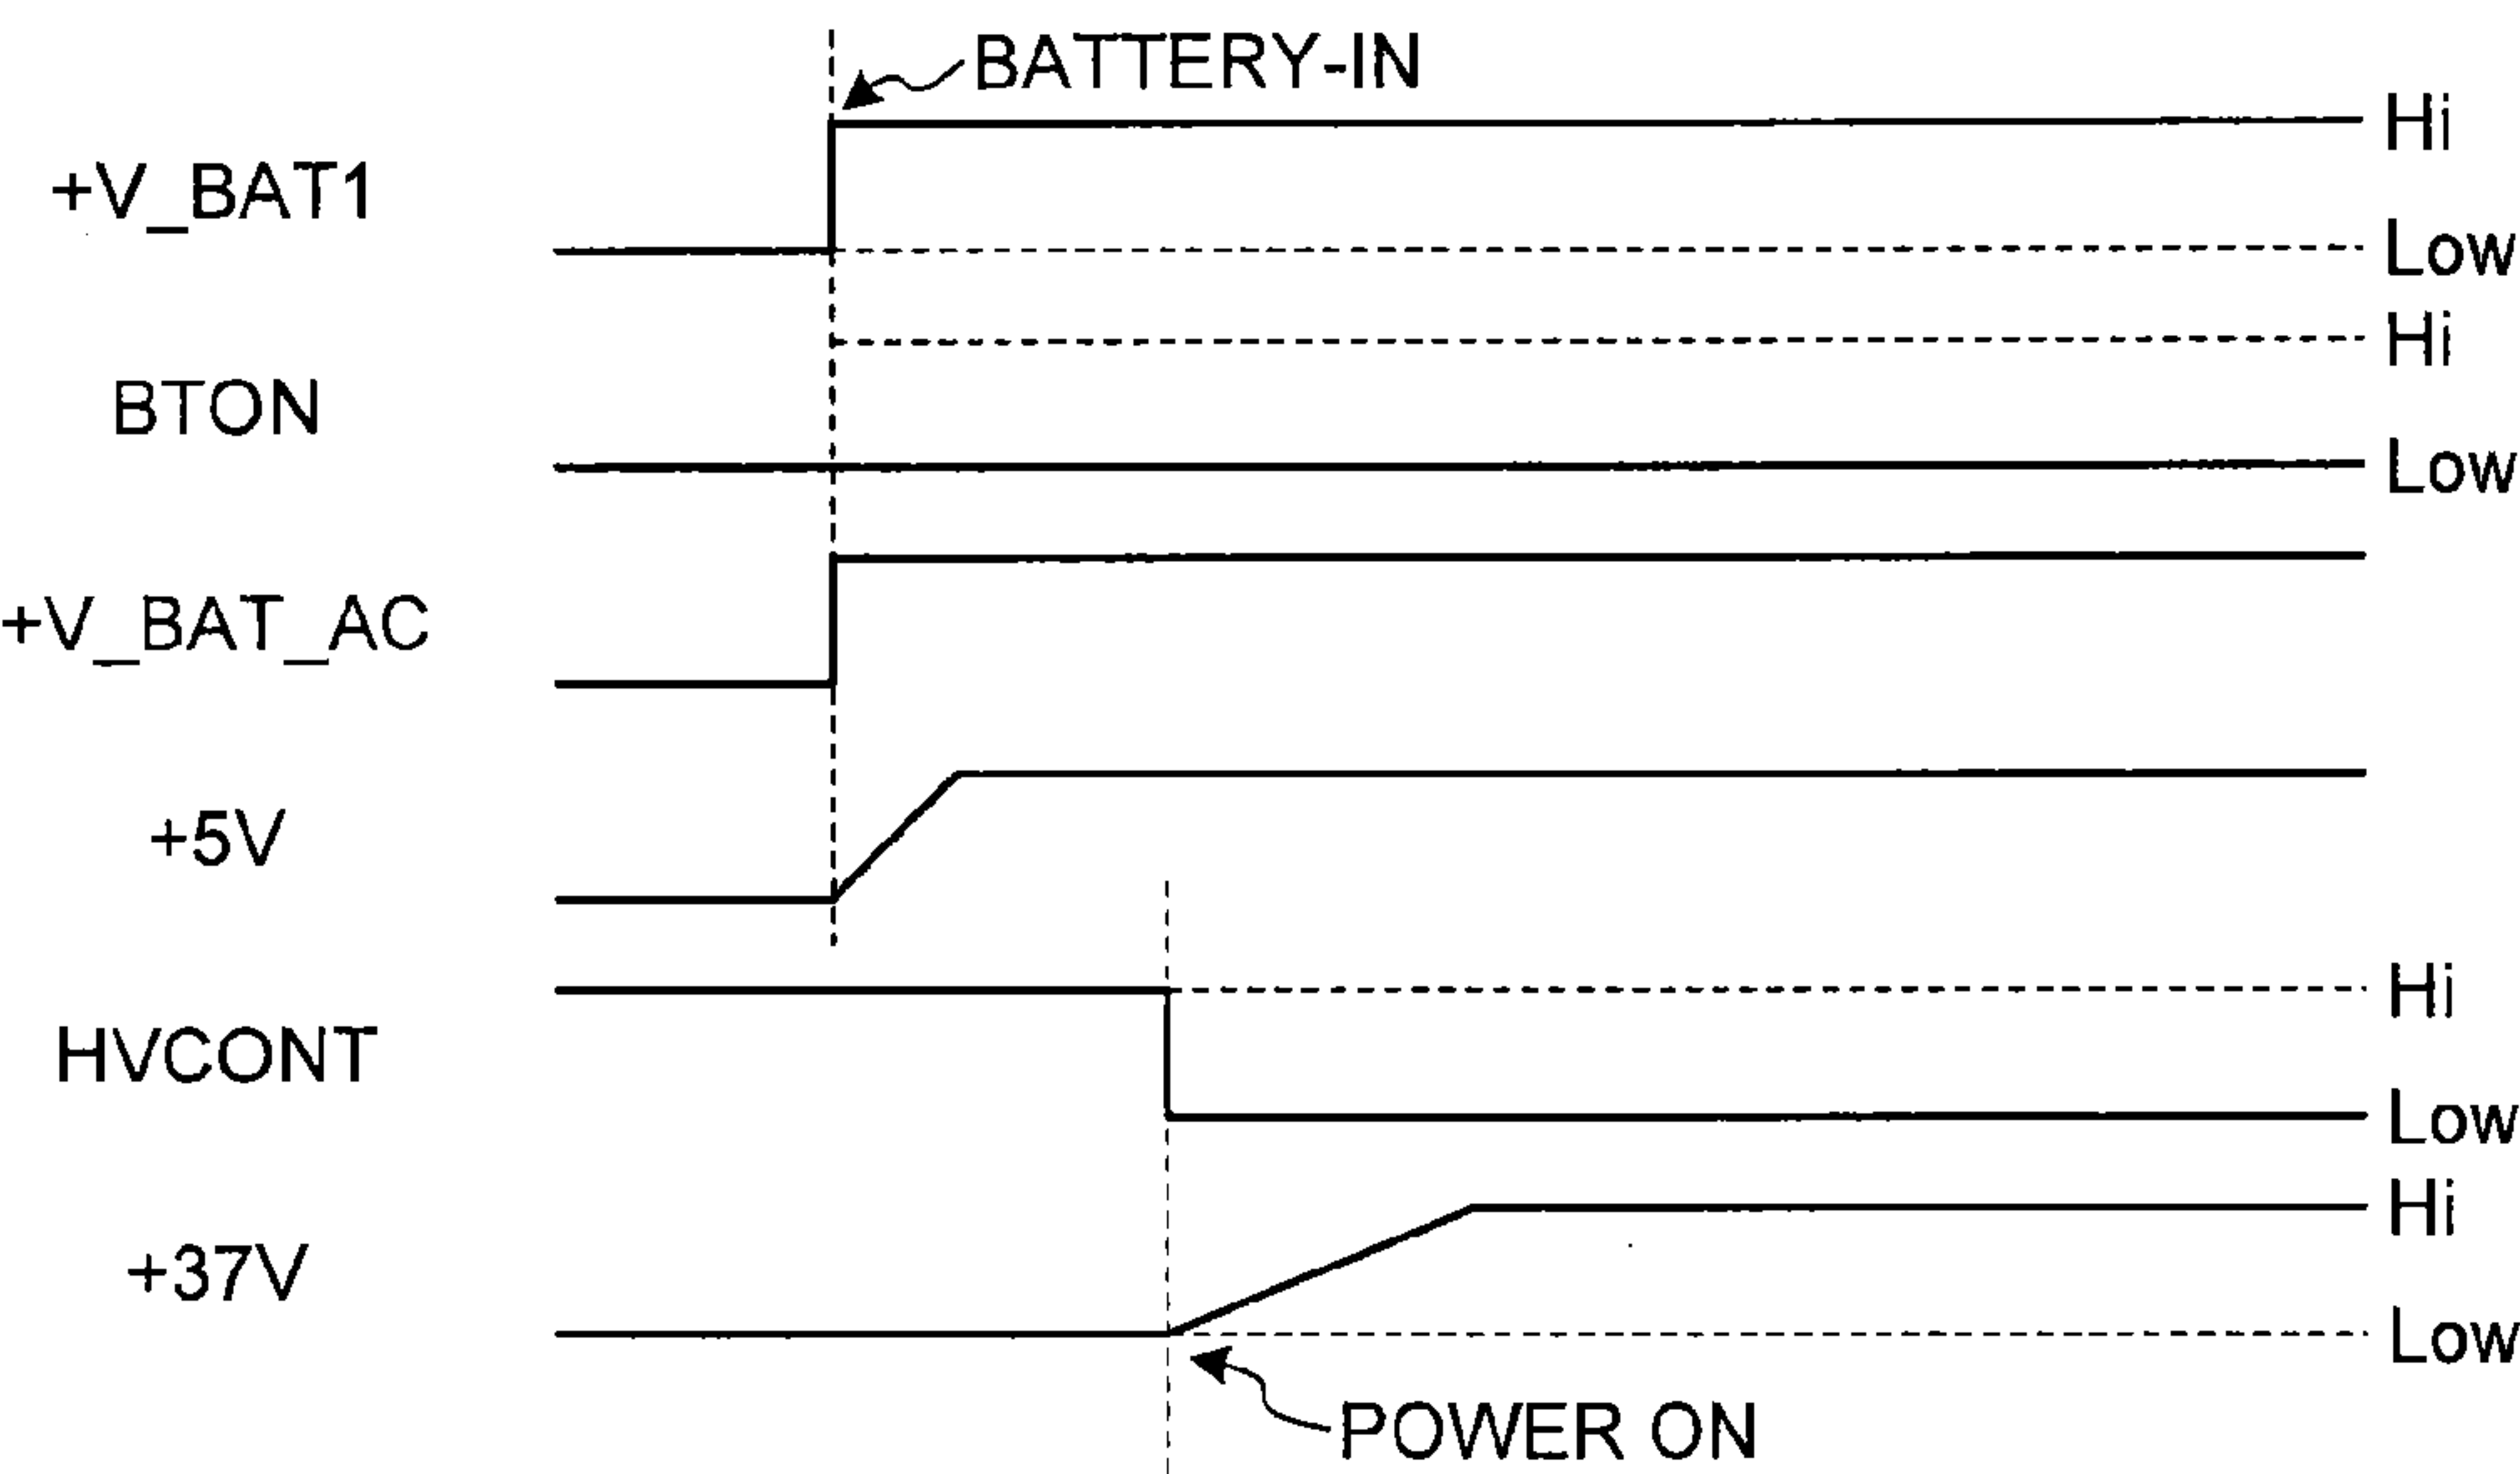 BATTERY-IN
+V_BAT1
Hi
Low
BTON
Hi
Low
+V_BAT_AC
+5V
HVCONT
Hi
Low
+37V
Hi
Low
POWER ON